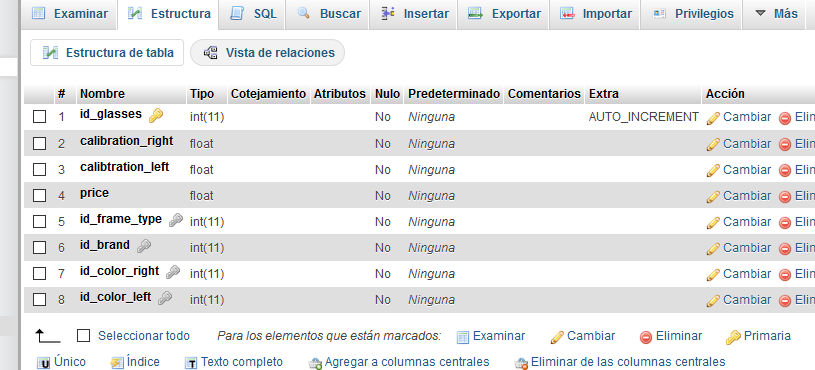 Examinar Estructura SQL Buscar Insertar Exportar Importar Privilegios Más
Estructura de tabla Vista de relaciones
# Nombre Tipo Cotejamiento Atributos Nulo Predeterminado Comentarios Extra Acción
1 id_glasses int(11) No Ninguna AUTO_INCREMENT Cambiar Elin
2 calibration_right float No Ninguna Cambiar Elin
3 calibtration_left float No Ninguna Cambiar Elin
4 price float No Ninguna Cambiar Elin
5 id_frame_type int(11) No Ninguna Cambiar Elin
6 id_brand int(11) No Ninguna Cambiar Elin
7 id_color_right int(11) No Ninguna Cambiar Elin
8 id_color_left int(11) No Ninguna Cambiar Elin
Seleccionar todo Para los elementos que están marcados: Examinar Cambiar Eliminar Primaria
Único Índice Texto completo Agregar a columnas centrales Eliminar de las columnas centrales